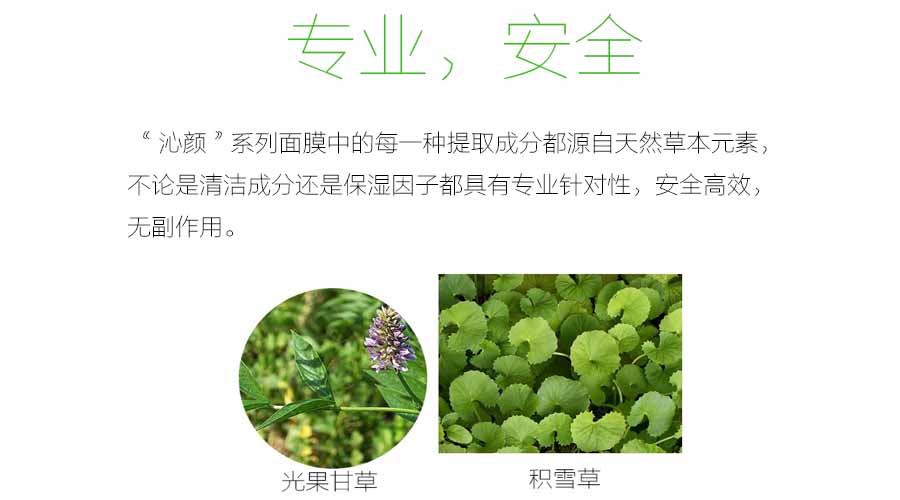 专业，安全
“沁颜”系列面膜中的每一种提取成分都源自天然草本元素，
不论是清洁成分还是保湿因子都具有专业针对性，安全高效，
无副作用。
光果甘草
积雪草